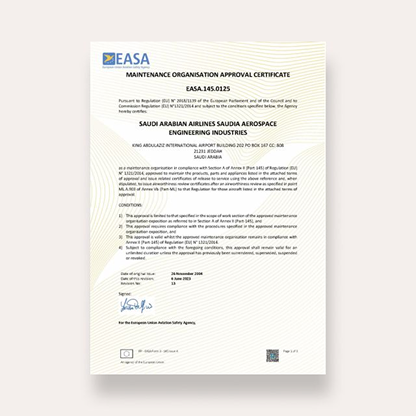 EASA
European Union Aviation Safety Agency
MAINTENANCE ORGANISATION APPROVAL CERTIFICATE
EASA.145.0125
Pursuant to Regulation (EU) N° 2018/1139 of the European Parliament and of the Council and to
Commission Regulation (EU) N°1321/2014 and subject to the conditions specified below, the Agency
hereby certifies:
SAUDI ARABIAN AIRLINES SAUDIA AEROSPACE
ENGINEERING INDUSTRIES
KING ABDULAZIZ INTERNATIONAL AIRPORT BUILDING 202 PO BOX 167 CC: 808
21231 JEDDAH
SAUDI ARABIA
as a maintenance organisation in compliance with Section A of Annex II (Part 145) of Regulation (EU)
N° 1321/2014, approved to maintain the products, parts and appliances listed in the attached terms
of approval and issue related certificates of release to service using the above reference and, when
stipulated, to issue airworthiness review certificates after an airworthiness review as specified in point
ML.A.903 of Annex Vb (Part-ML) to that Regulation for those aircraft listed in the attached terms of
approval.
CONDITIONS:
1) This approval is limited to that specified in the scope of work section of the approved maintenance
organisation exposition as referred to in Section A of Annex II (Part 145), and
2) This approval requires compliance with the procedures specified in the approved maintenance
organisation exposition, and
3) This approval is valid whilst the approved maintenance organisation remains in compliance with
Annex II (Part 145) of Regulation (EU) N° 1321/2014.
4) Subject to compliance with the foregoing conditions, this approval shall remain valid for an
unlimited duration unless the approval has previously been surrendered, superseded, suspended
or revoked.
Date of original issue: 26 November 2004
Date of this revision: 6 June 2023
Revision No: 13
Signed:
For the European Union Aviation Safety Agency,
Page 1 of 2
An agency of the European Union